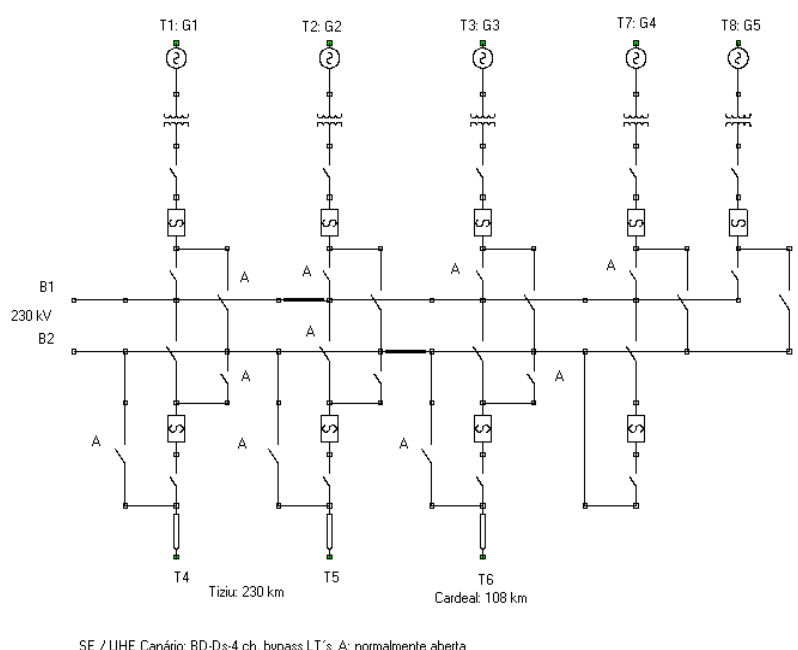 T1: G1 T2: G2 T3: G3 T7: G4 T8: G5
S S S S S
A A A A
B1
230 kV
A
B2
A A
S S S S
A A A
T4 T5 T6
Tiziu: 230 km
Cardeal: 108 km
SE / UHE Canário: BD-Ds-4 ch, bypass LT´s, A: normalmente aberta